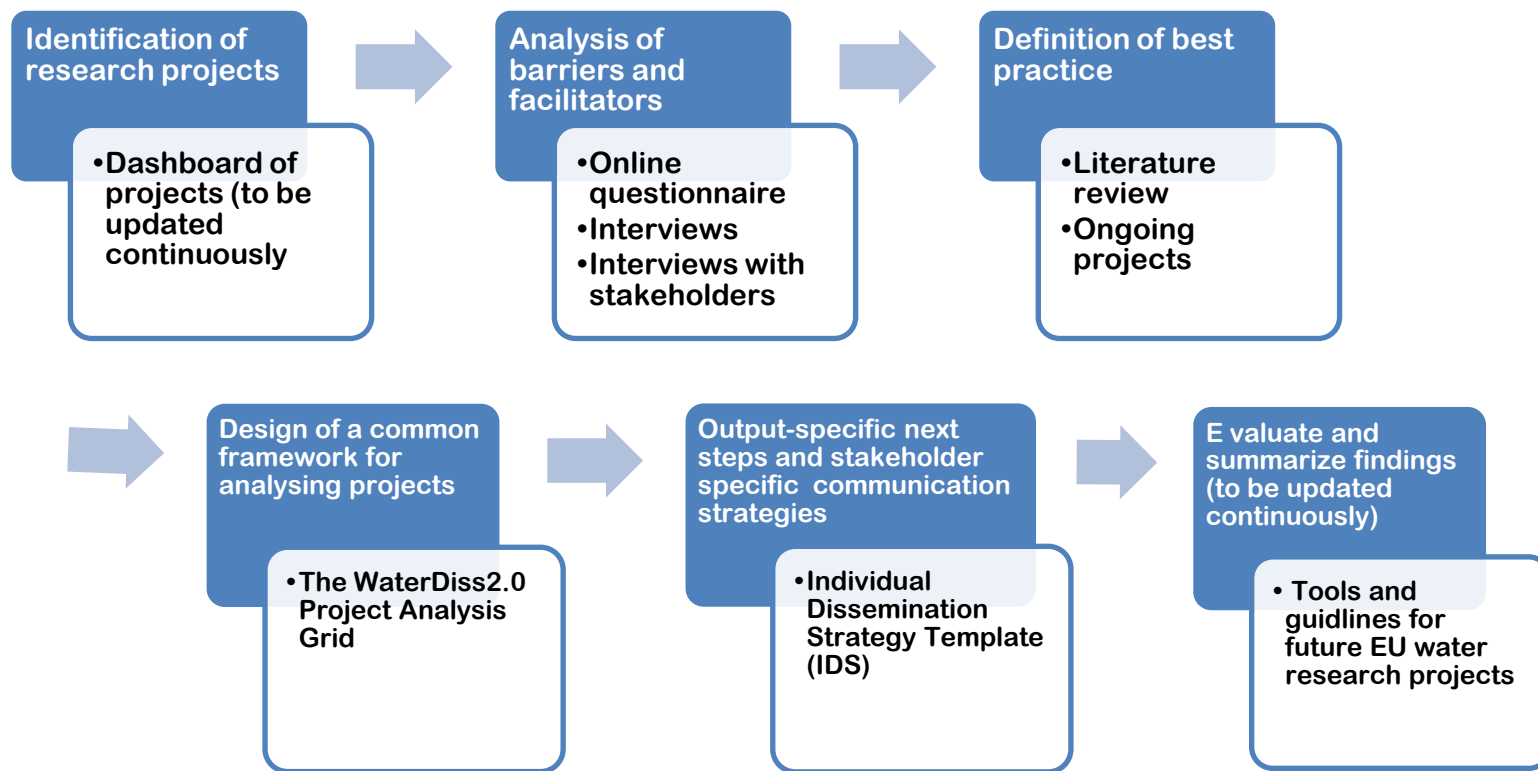 Identification of
research projects
•Dashboard of
projects (to be
updated
continuously
Analysis of
barriers and
facilitators
•Online
questionnaire
•Interviews
•Interviews with
stakeholders
Definition of best
practice
•Literature
review
•Ongoing
projects
Design of a common
framework for
analysing projects
•The WaterDiss2.0
Project Analysis
Grid
Output-specific next
steps and stakeholder
specific communication
strategies
•Individual
Dissemination
Strategy Template
(IDS)
E valuate and
summarize findings
(to be updated
continuously)
• Tools and
guidlines for
future EU water
research projects